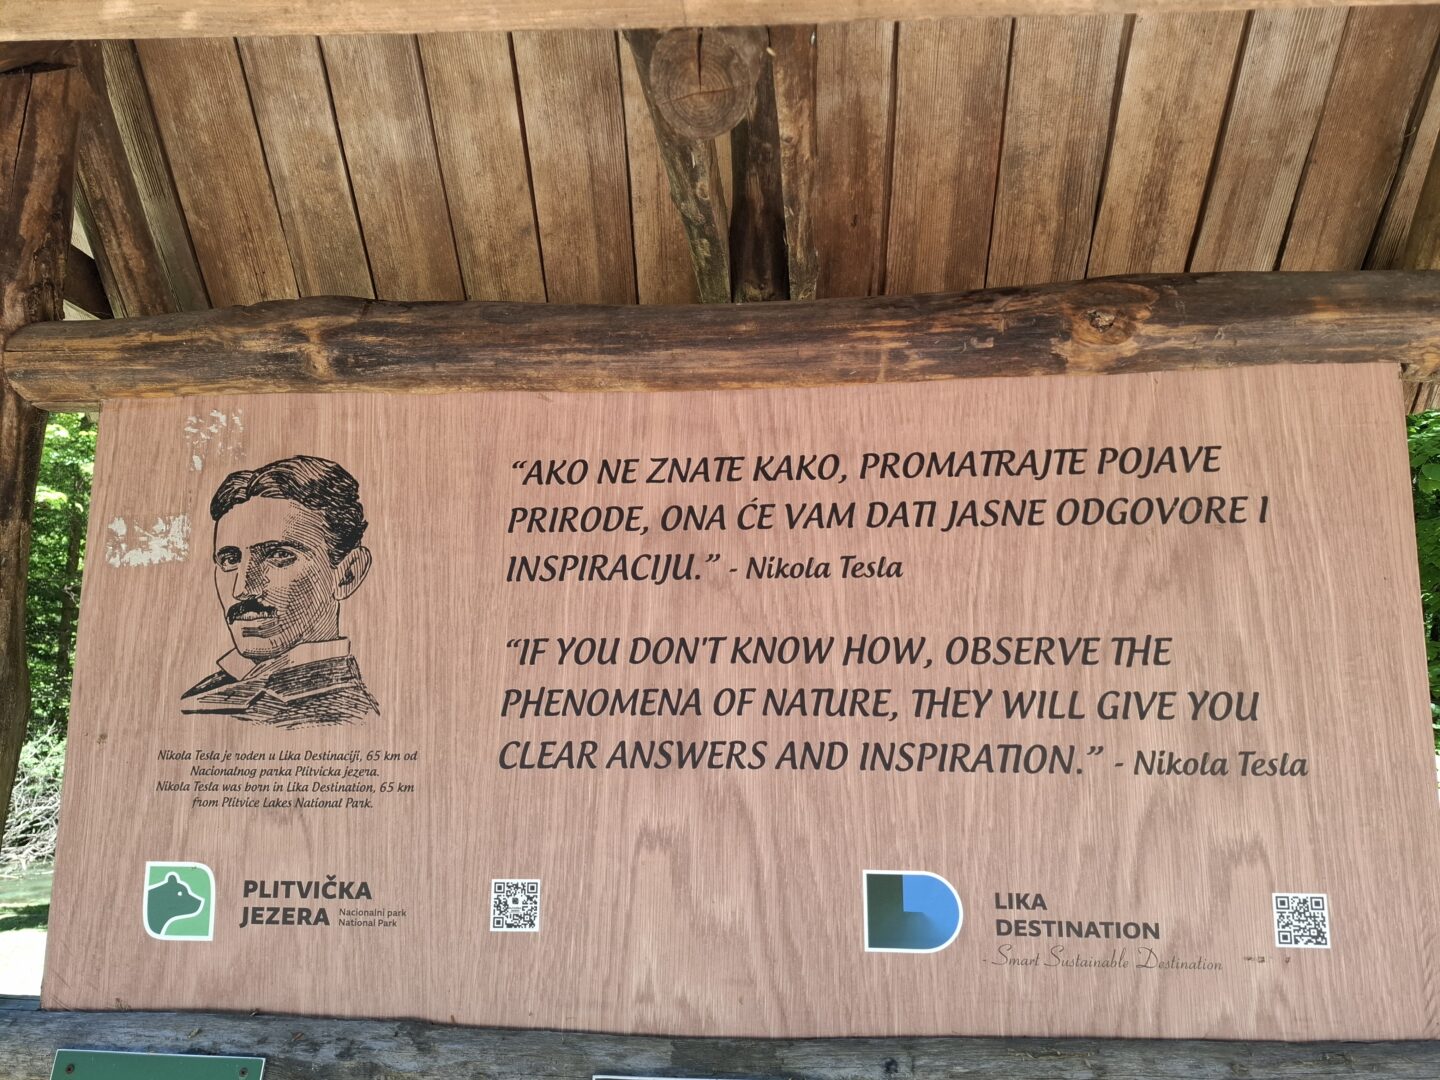 “AKO NE ZNATE KAKO, PROMATRAJTE POJAVE
PRIRODE, ONA ĆE VAM DATI JASNE ODGOVORE I
INSPIRACIJU.” - Nikola Tesla
“IF YOU DON'T KNOW HOW, OBSERVE THE
PHENOMENA OF NATURE, THEY WILL GIVE YOU
CLEAR ANSWERS AND INSPIRATION.” - Nikola Tesla
Nikola Tesla je rođen u Lika Destinaciji, 65 km od
Nacionalnog parka Plitvička jezera.
Nikola Tesla was born in Lika Destination, 65 km
from Plitvice Lakes National Park.
PLITVIČKA
JEZERA
Nacionalni park
National Park
LIKA
DESTINATION
- Smart Sustainable Destination